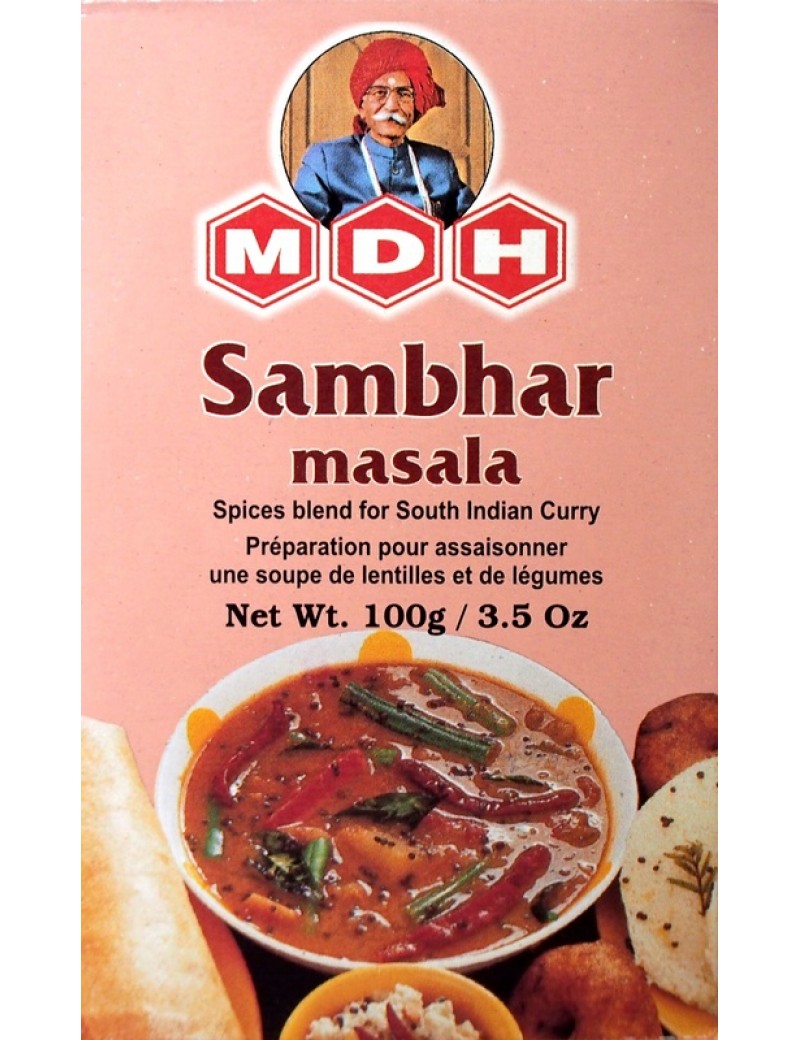 MDH
Sambhar
masala
Spices blend for South Indian Curry
Préparation pour assaisonner
une soupe de lentilles et de légumes
Net Wt. 100g / 3.5 Oz